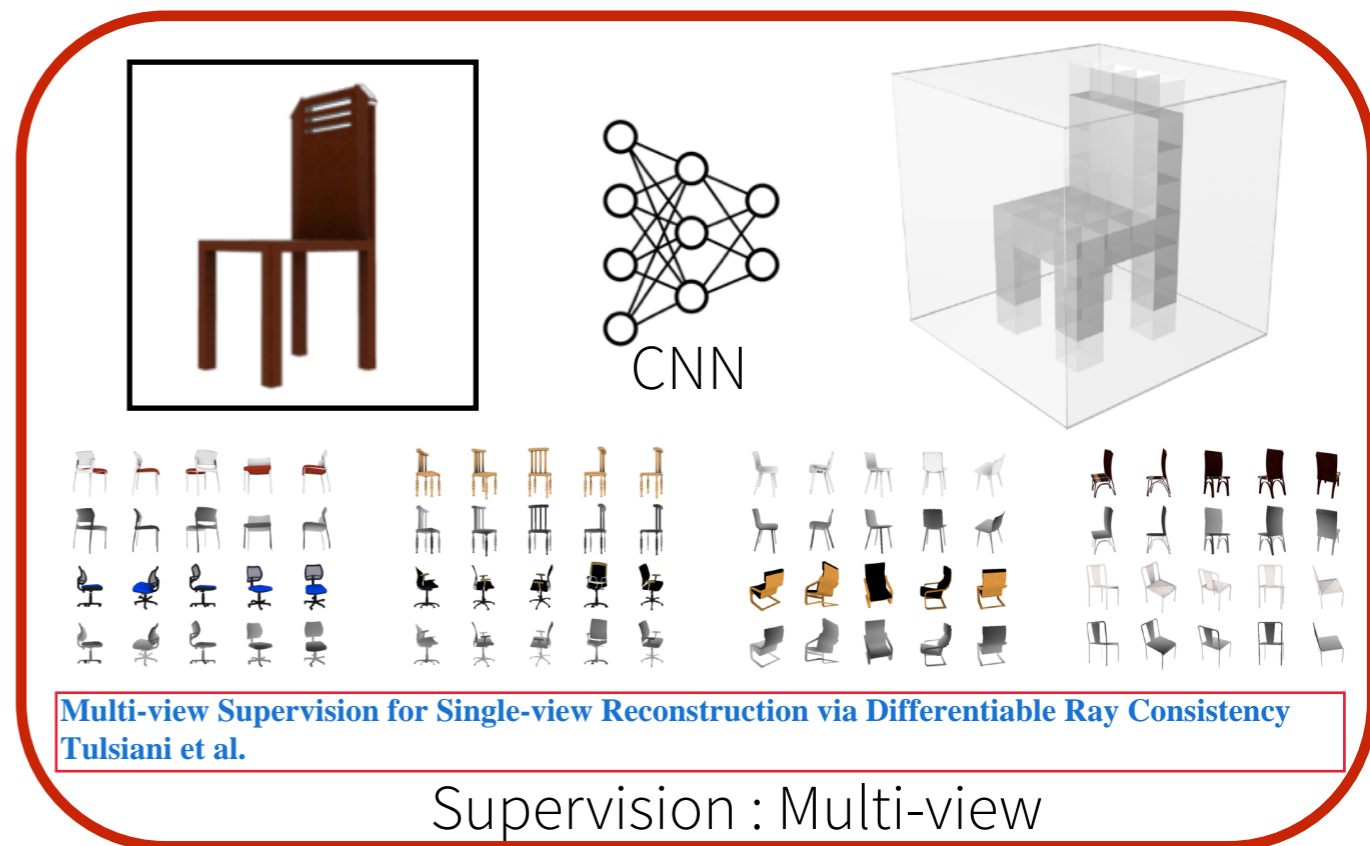 CNN
Multi-view Supervision for Single-view Reconstruction via Differentiable Ray Consistency
Tulsiani et al.
Supervision : Multi-view